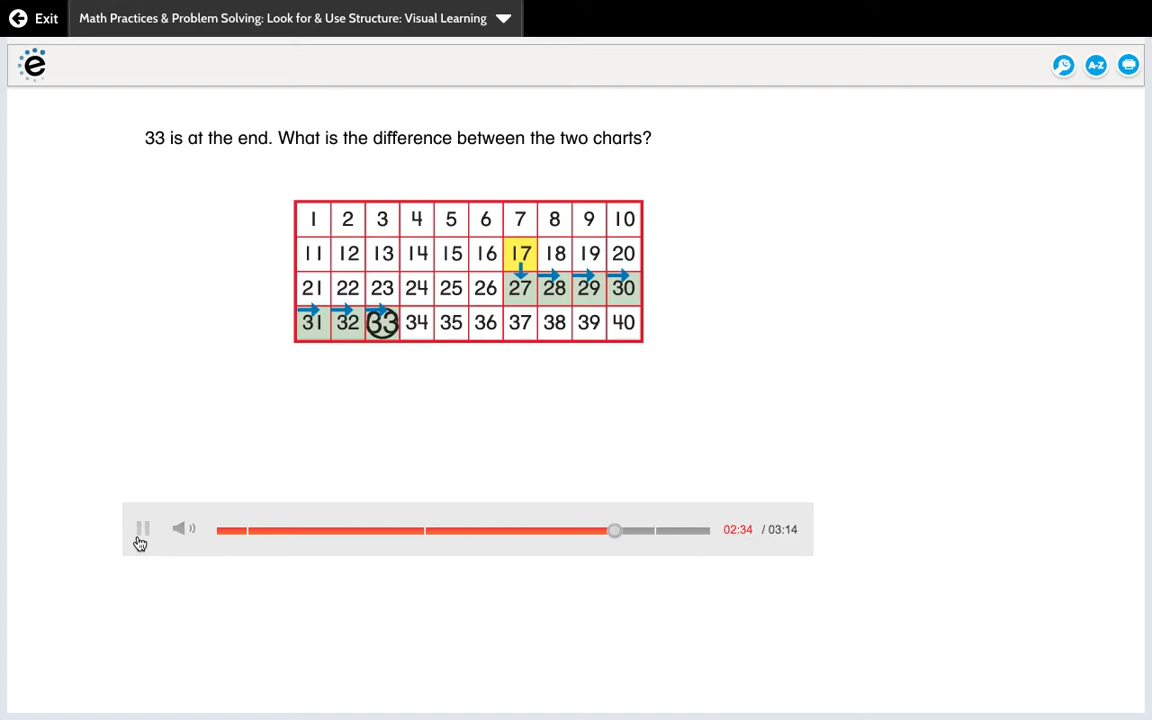 Exit
Math Practices & Problem Solving: Look for & Use Structure: Visual Learning
e
A-Z
33 is at the end. What is the difference between the two charts?
1 2 3 4 5 6 7 8 9 10
11 12 13 14 15 16 17 18 19 20
21 22 23 24 25 26 27 28 29 30
31 32 33 34 35 36 37 38 39 40
02:34 / 03:14